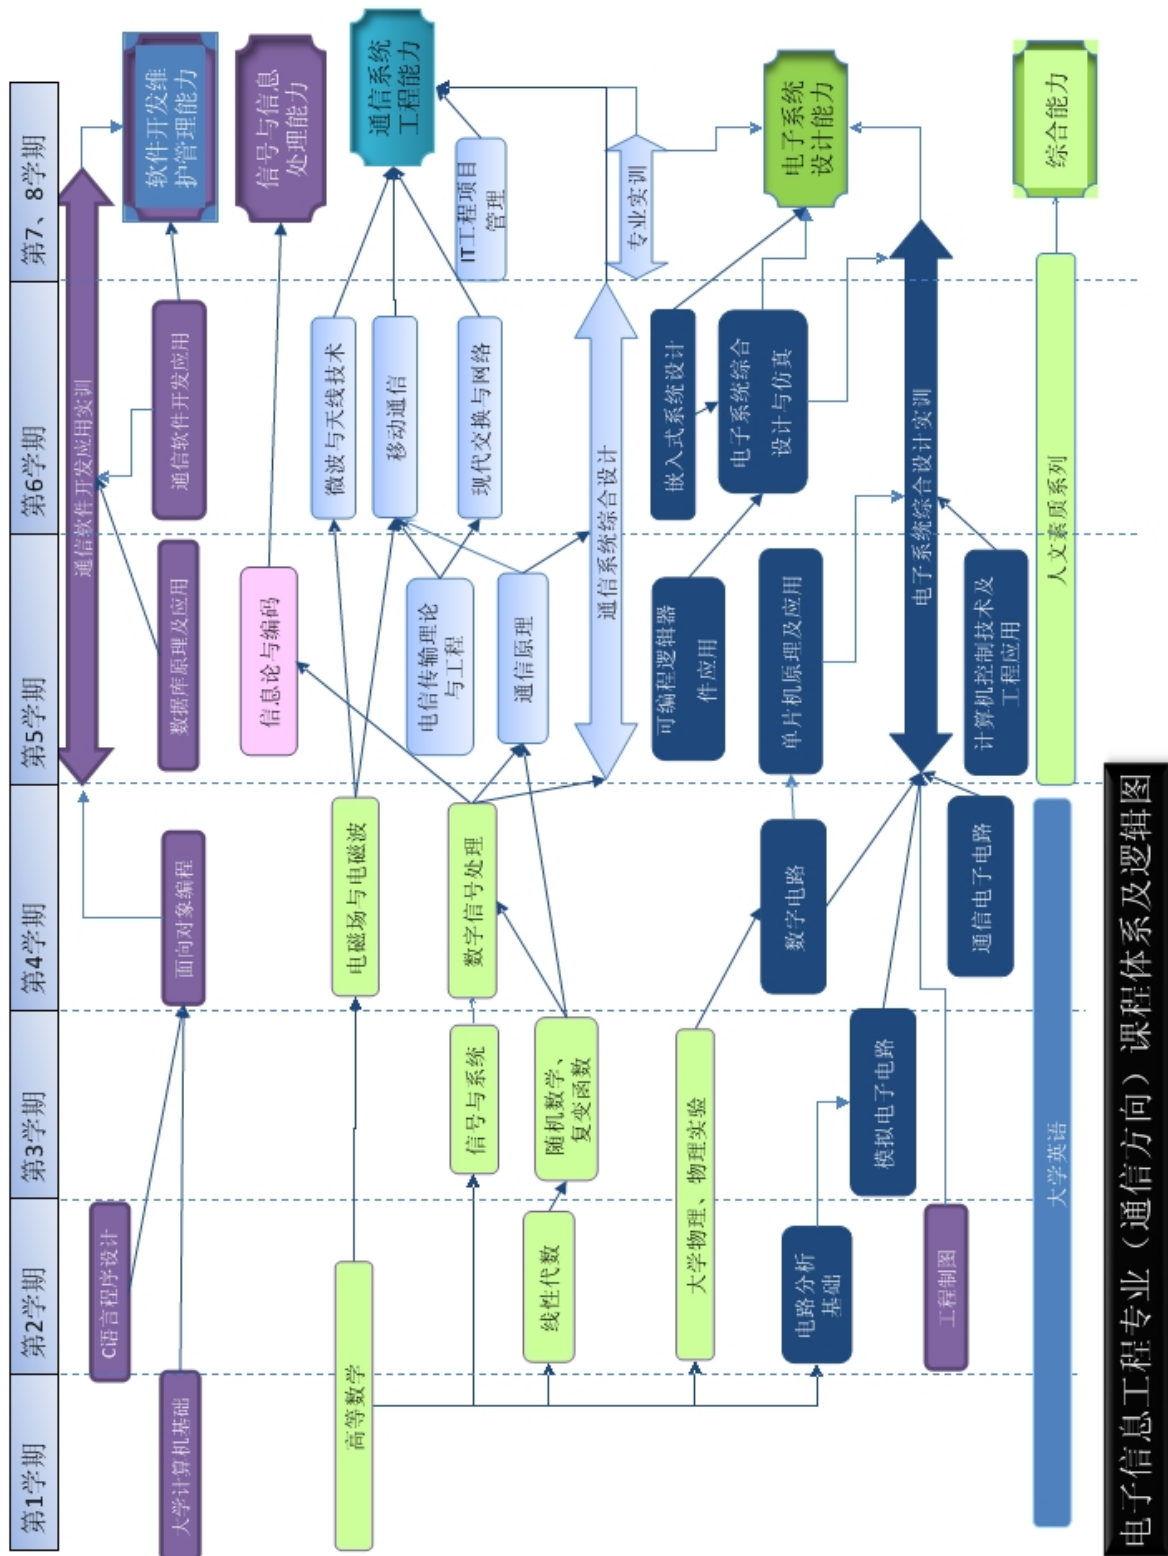 第1学期
第2学期
第3学期
第4学期
第5学期
第6学期
第7、8学期
通信软件开发应用实训
C语言程序设计
大学计算机基础
面向对象编程
数据库原理及应用
通信软件开发应用
软件开发维
护管理能力
信息论与编码
信号与信息
处理能力
高等数学
电磁场与电磁波
微波与天线技术
移动通信
通信系统
工程能力
信号与系统
数字信号处理
电信传输理论
与工程
现代交换与网络
IT工程项目
管理
线性代数
随机数学、
复变函数
通信原理
通信系统综合设计
专业实训
大学物理、物理实验
可编程逻辑器
件应用
嵌入式系统设计
电路分析
基础
数字电路
单片机原理及应用
电子系统综合
设计与仿真
电子系统
设计能力
模拟电子电路
电子系统综合设计实训
工程制图
通信电子电路
计算机控制技术及
工程应用
大学英语
人文素质系列
综合能力
电子信息工程专业（通信方向）课程体系及逻辑图